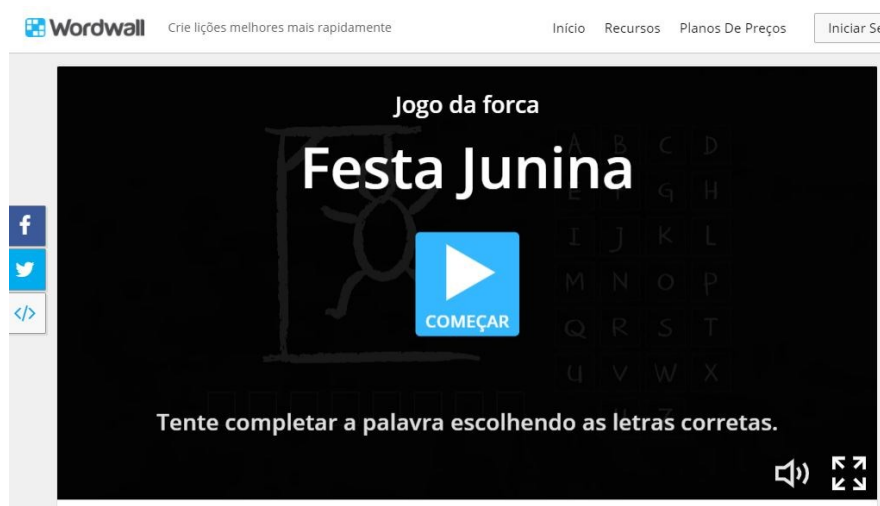 Wordwall Crie lições melhores mais rapidamente Início Recursos Planos De Preços Iniciar Se
Jogo da forca
Festa Junina
A B C D
G H
I J K L
M N O P
COMEÇAR
Q R S T
U V W X
Tente completar a palavra escolhendo as letras corretas.